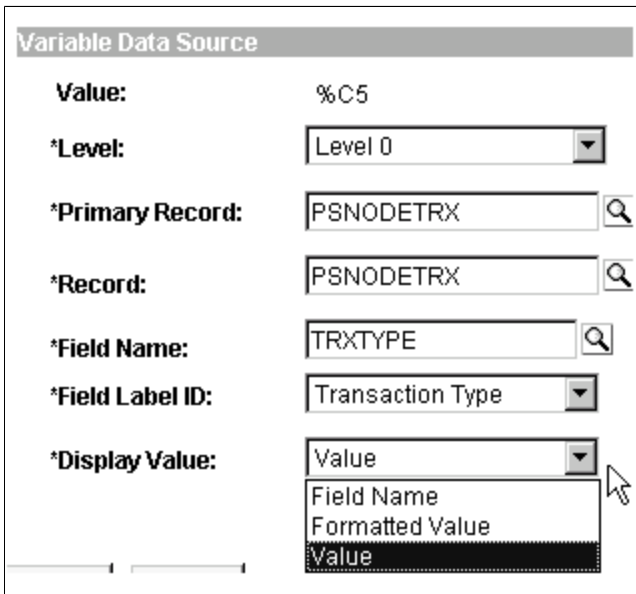 Variable Data Source
Value: %C5
*Level: Level 0
*Primary Record: PSNODETRX
*Record: PSNODETRX
*Field Name: TRXTYPE
*Field Label ID: Transaction Type
*Display Value: Value
Field Name
Formatted Value
Value